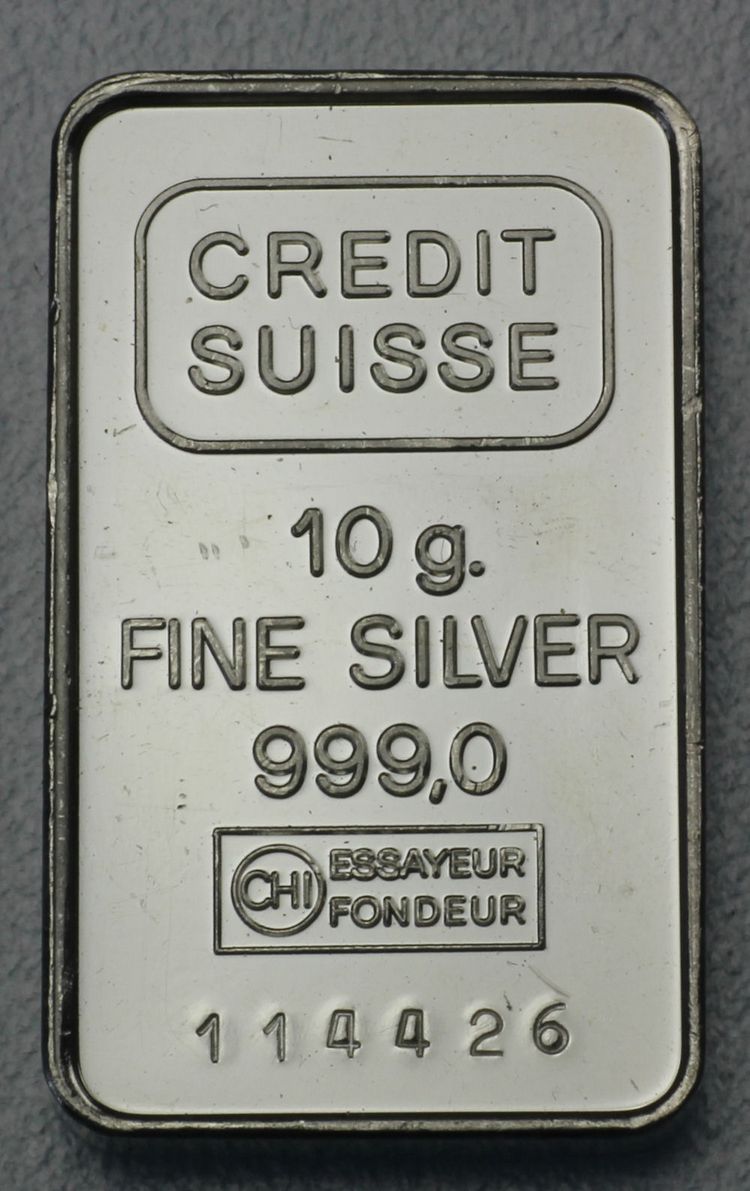 CREDIT
SUISSE
10 g.
FINE SILVER
999,0
CHI ESSAYEUR
FONDEUR
114426